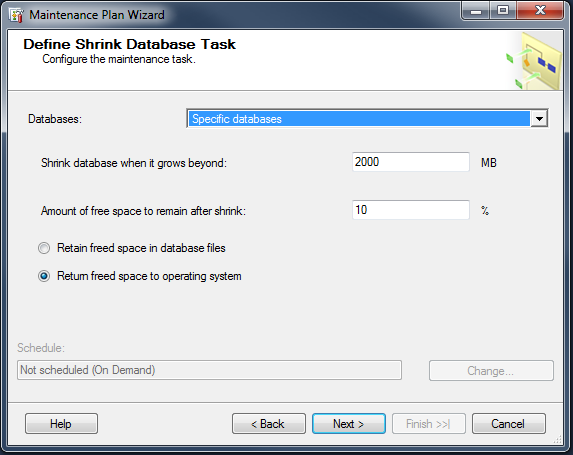 Maintenance Plan Wizard
Define Shrink Database Task
Configure the maintenance task.
Databases: Specific databases
Shrink database when it grows beyond: 2000 MB
Amount of free space to remain after shrink: 10 %
Retain freed space in database files
Return freed space to operating system
Schedule:
Not scheduled (On Demand) Change...
Help < Back Next > Finish >>| Cancel